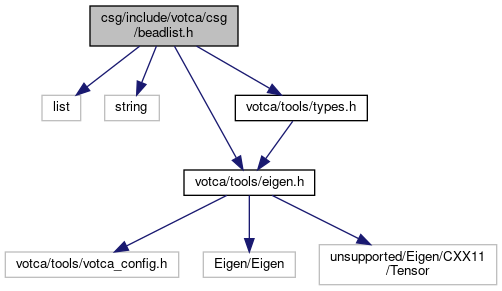 csg/include/votca/csg
/beadlist.h
list
string
votca/tools/types.h
votca/tools/eigen.h
votca/tools/votca_config.h
Eigen/Eigen
unsupported/Eigen/CXX11
/Tensor